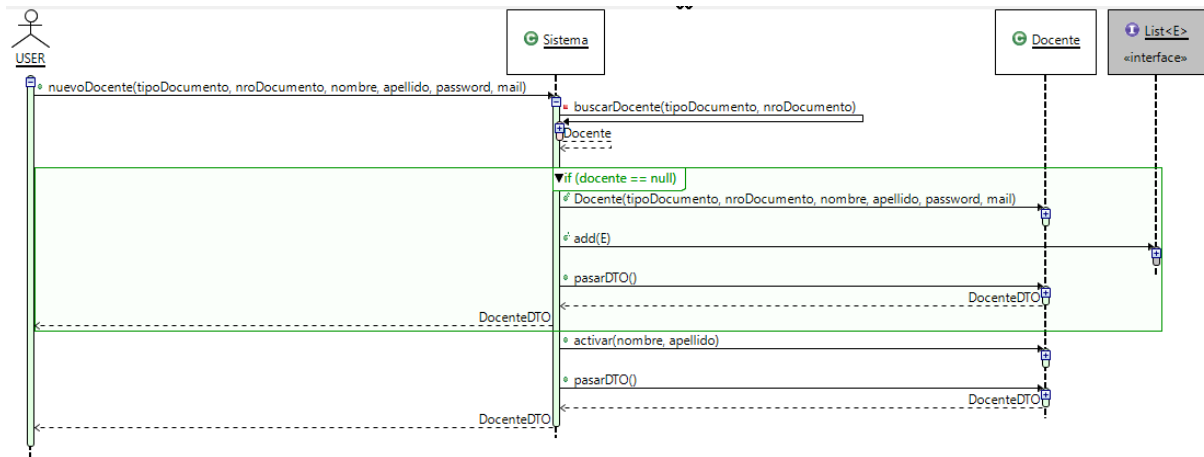 USER
Sistema
Docente
List<E>
«interface»
nuevoDocente(tipoDocumento, nroDocumento, nombre, apellido, password, mail)
buscarDocente(tipoDocumento, nroDocumento)
Docente
if (docente == null)
Docente(tipoDocumento, nroDocumento, nombre, apellido, password, mail)
add(E)
pasarDTO()
DocenteDTO
DocenteDTO
activar(nombre, apellido)
pasarDTO()
DocenteDTO
DocenteDTO